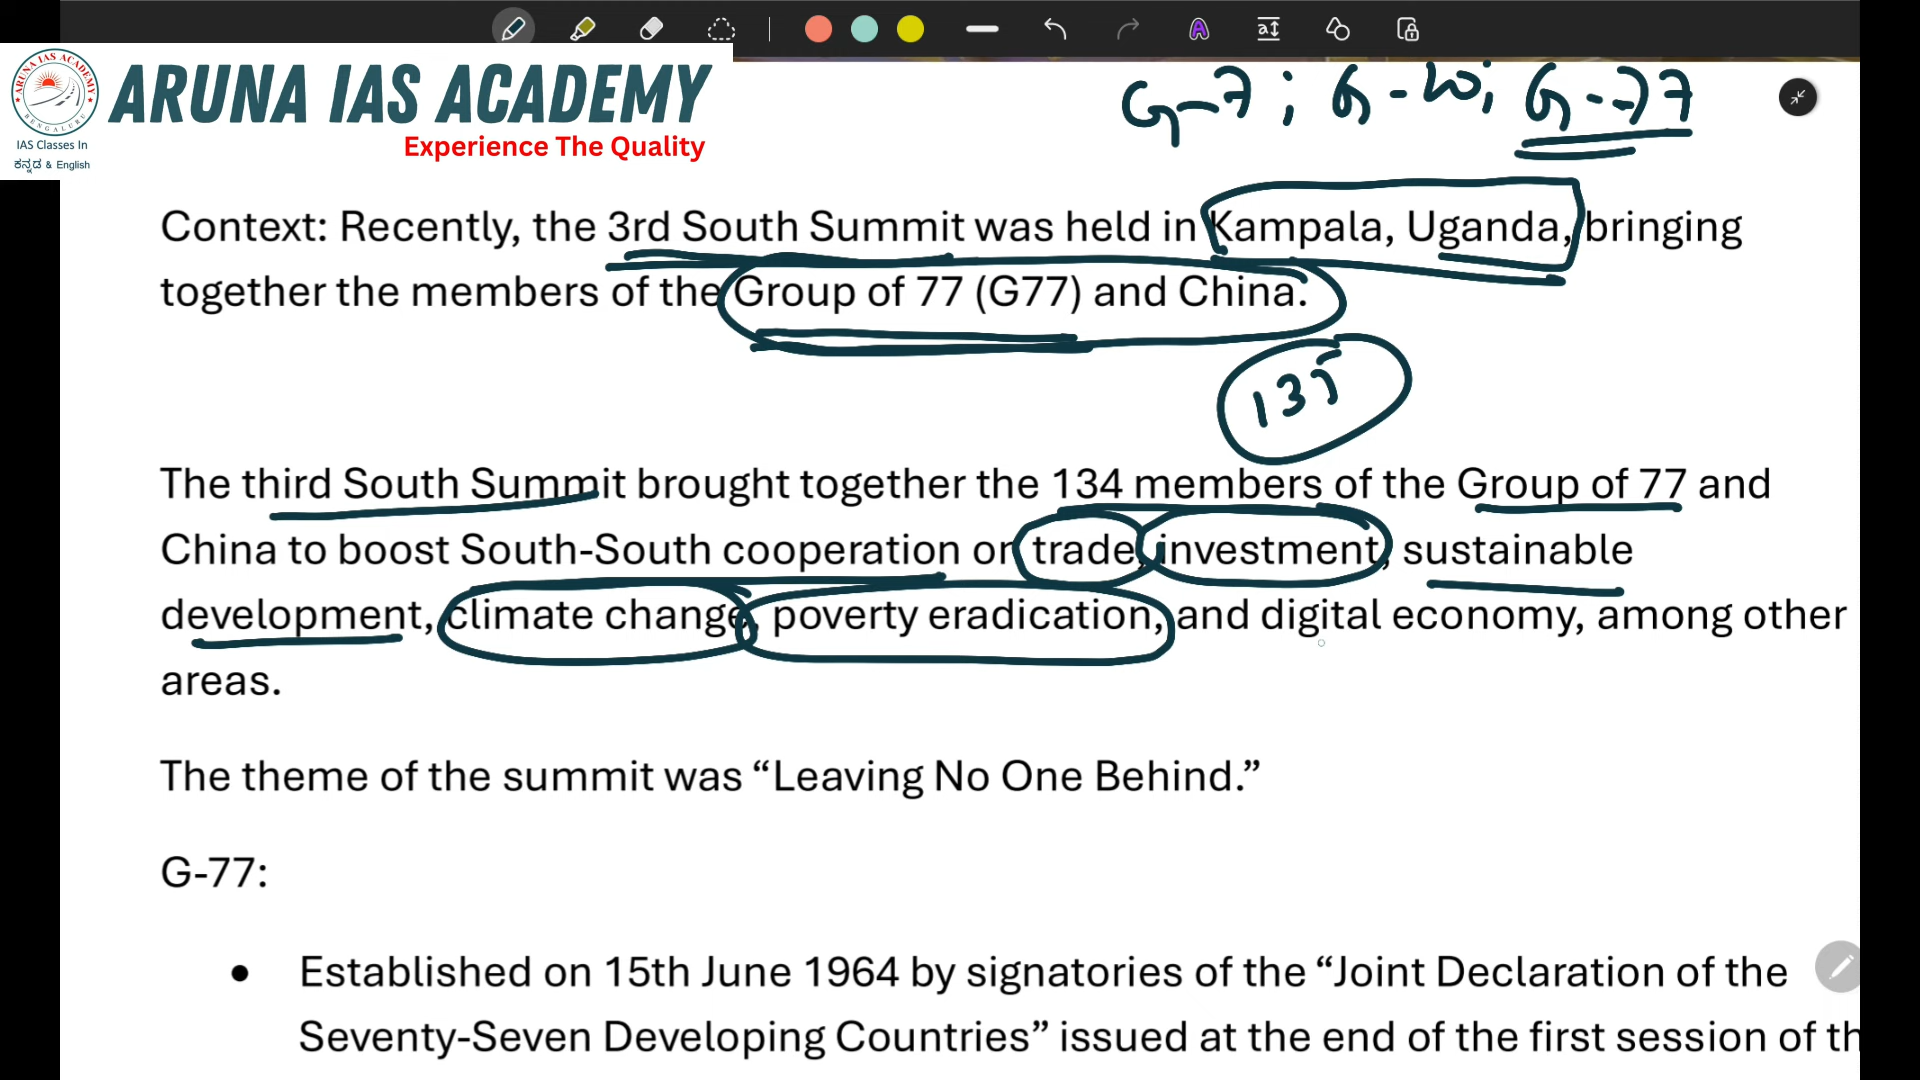 ARUNA IAS ACADEMY
Experience The Quality
ARUNA IAS ACADEMY
BENGALURU
IAS Classes In
ಕನ್ನಡ & English
G-7; G-20; G-77
Context: Recently, the 3rd South Summit was held in Kampala, Uganda, bringing
together the members of the Group of 77 (G77) and China.
135
The third South Summit brought together the 134 members of the Group of 77 and
China to boost South-South cooperation on trade, investment, sustainable
development, climate change, poverty eradication, and digital economy, among other
areas.
The theme of the summit was “Leaving No One Behind.”
G-77:
• Established on 15th June 1964 by signatories of the “Joint Declaration of the
Seventy-Seven Developing Countries” issued at the end of the first session of th